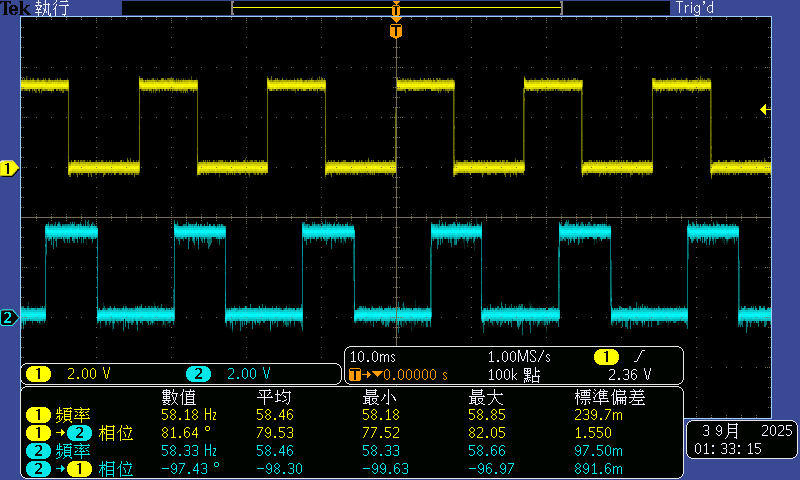 Tek 執行 Trig'd
T
T
1
2
1 2.00 V 2 2.00 V
10.0ms 1.00MS/s 1
T→▼0.00000 s 100k 點 2.36 V
數值 平均 最小 最大 標準偏差
1 頻率 58.18 Hz 58.46 58.18 58.85 239.7m
1→2 相位 81.64 ° 79.53 77.52 82.05 1.550
2 頻率 58.33 Hz 58.46 58.33 58.66 97.50m
2→1 相位 -97.43 ° -98.30 -99.63 -96.97 891.6m
3 9月 2025
01:33:15